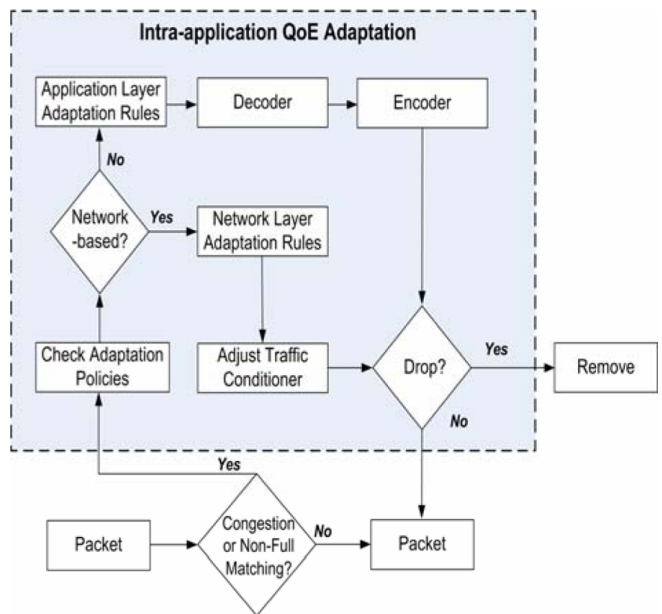 Intra-application QoE Adaptation
Application Layer
Adaptation Rules
Decoder
Encoder
No
Network
-based?
Yes
Network Layer
Adaptation Rules
Check Adaptation
Policies
Adjust Traffic
Conditioner
Drop?
Yes
Remove
No
Yes
Packet
Congestion
or Non-Full
Matching?
No
Packet